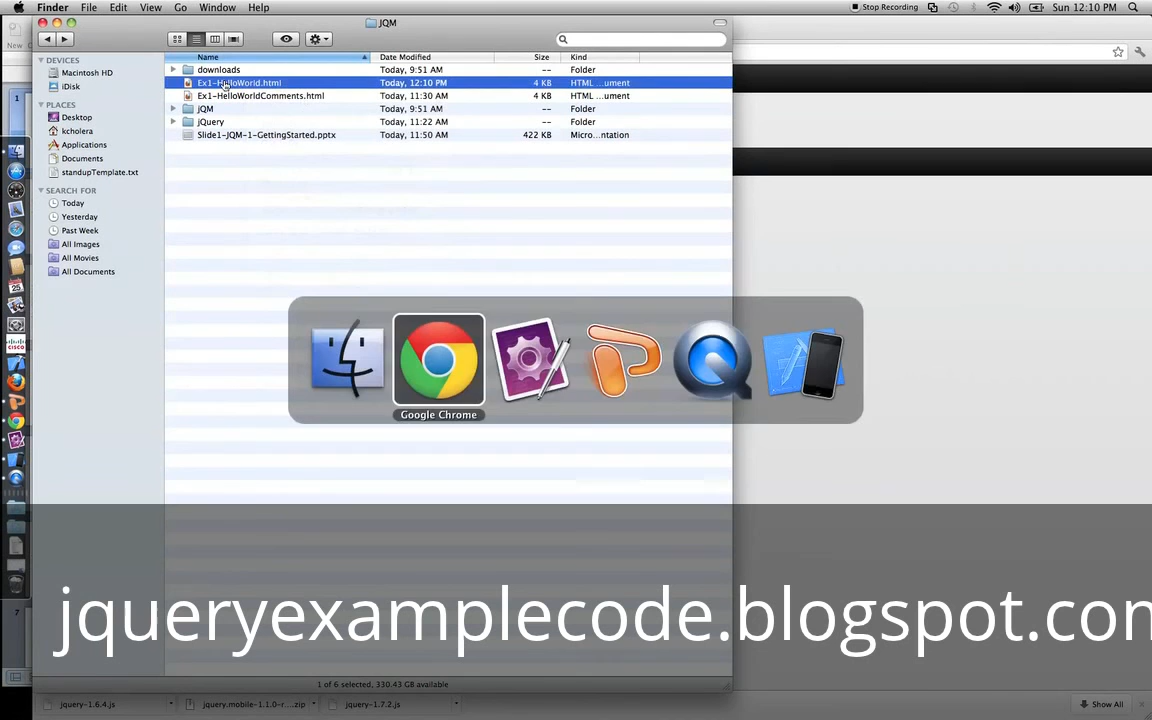 Finder File Edit View Go Window Help
Stop Recording Sun 12:10 PM
JQM
New
Name Date Modified Size Kind
DEVICES
Macintosh HD
iDisk
PLACES
Desktop
kcholera
Applications
Documents
standupTemplate.txt
SEARCH FOR
Today
Yesterday
Past Week
All Images
All Movies
All Documents
downloads Today, 9:51 AM -- Folder
Ex1-HelloWorld.html Today, 12:10 PM 4 KB HTML ...ument
Ex1-HelloWorldComments.html Today, 11:30 AM 4 KB HTML ...ument
jQM Today, 9:51 AM -- Folder
jQuery Today, 11:22 AM -- Folder
Slide1-JQM-1-GettingStarted.pptx Today, 11:50 AM 422 KB Micro...ntation
1
17
CISCO
Google Chrome
jqueryexamplecode.blogspot.com
7
1 of 6 selected, 330.43 GB available
jquery-1.6.4.js jquery.mobile-1.1.0-r....zip jquery-1.7.2.js Show All